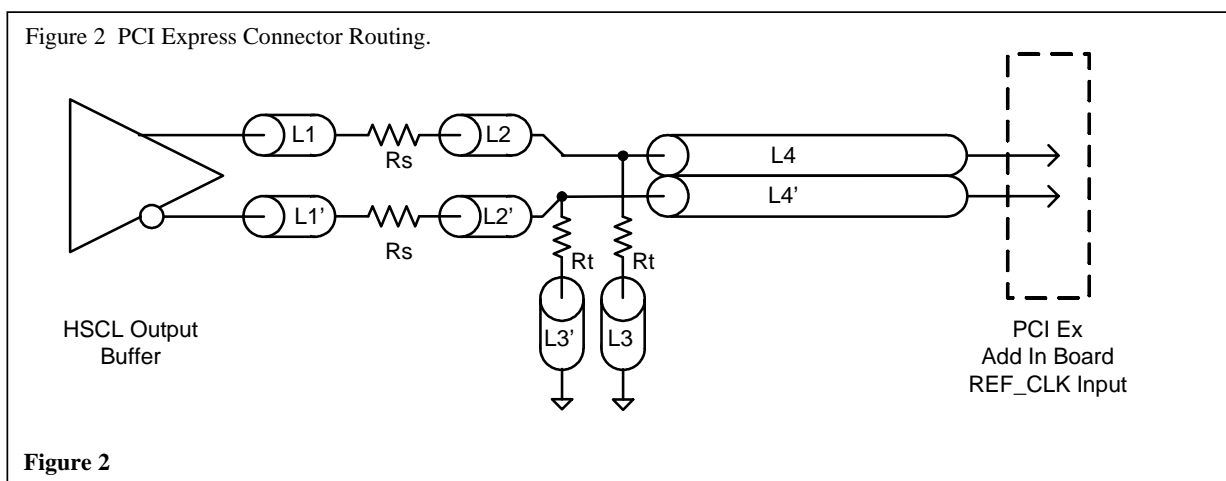 Figure 2 PCI Express Connector Routing.
L1
Rs
L2
L4
L1'
Rs
L2'
L4'
Rt
Rt
L3'
L3
HSCL Output
Buffer
PCI Ex
Add In Board
REF_CLK Input
Figure 2